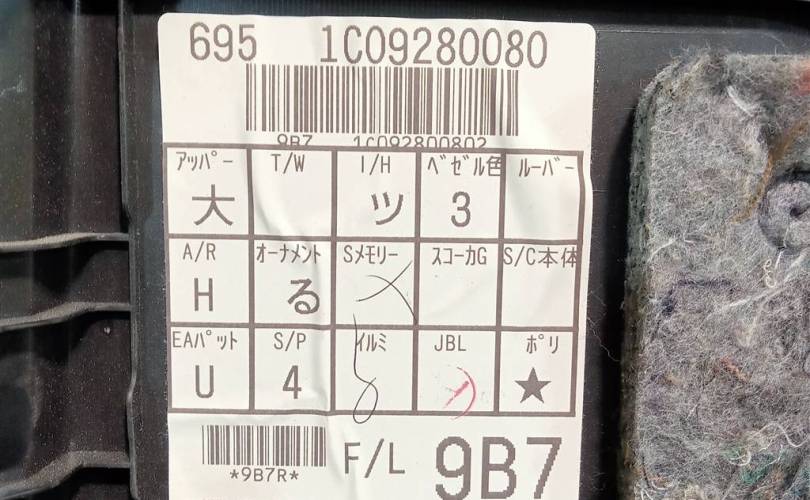 695 1C09280080
9B7 1C092800802
ｱｯﾊﾟｰ T/W I/H ﾍﾞｾﾞﾙ色 ﾙｰﾊﾞｰ
大 ツ 3
A/R ｵｰﾅﾒﾝﾄ Sﾒﾓﾘｰ ｽｺｰｶG S/C本体
H る
EAﾊﾟｯﾄ S/P ｲﾙﾐ JBL ﾎﾟﾘ
U 4 ★
*9B7R* F/L 9B7